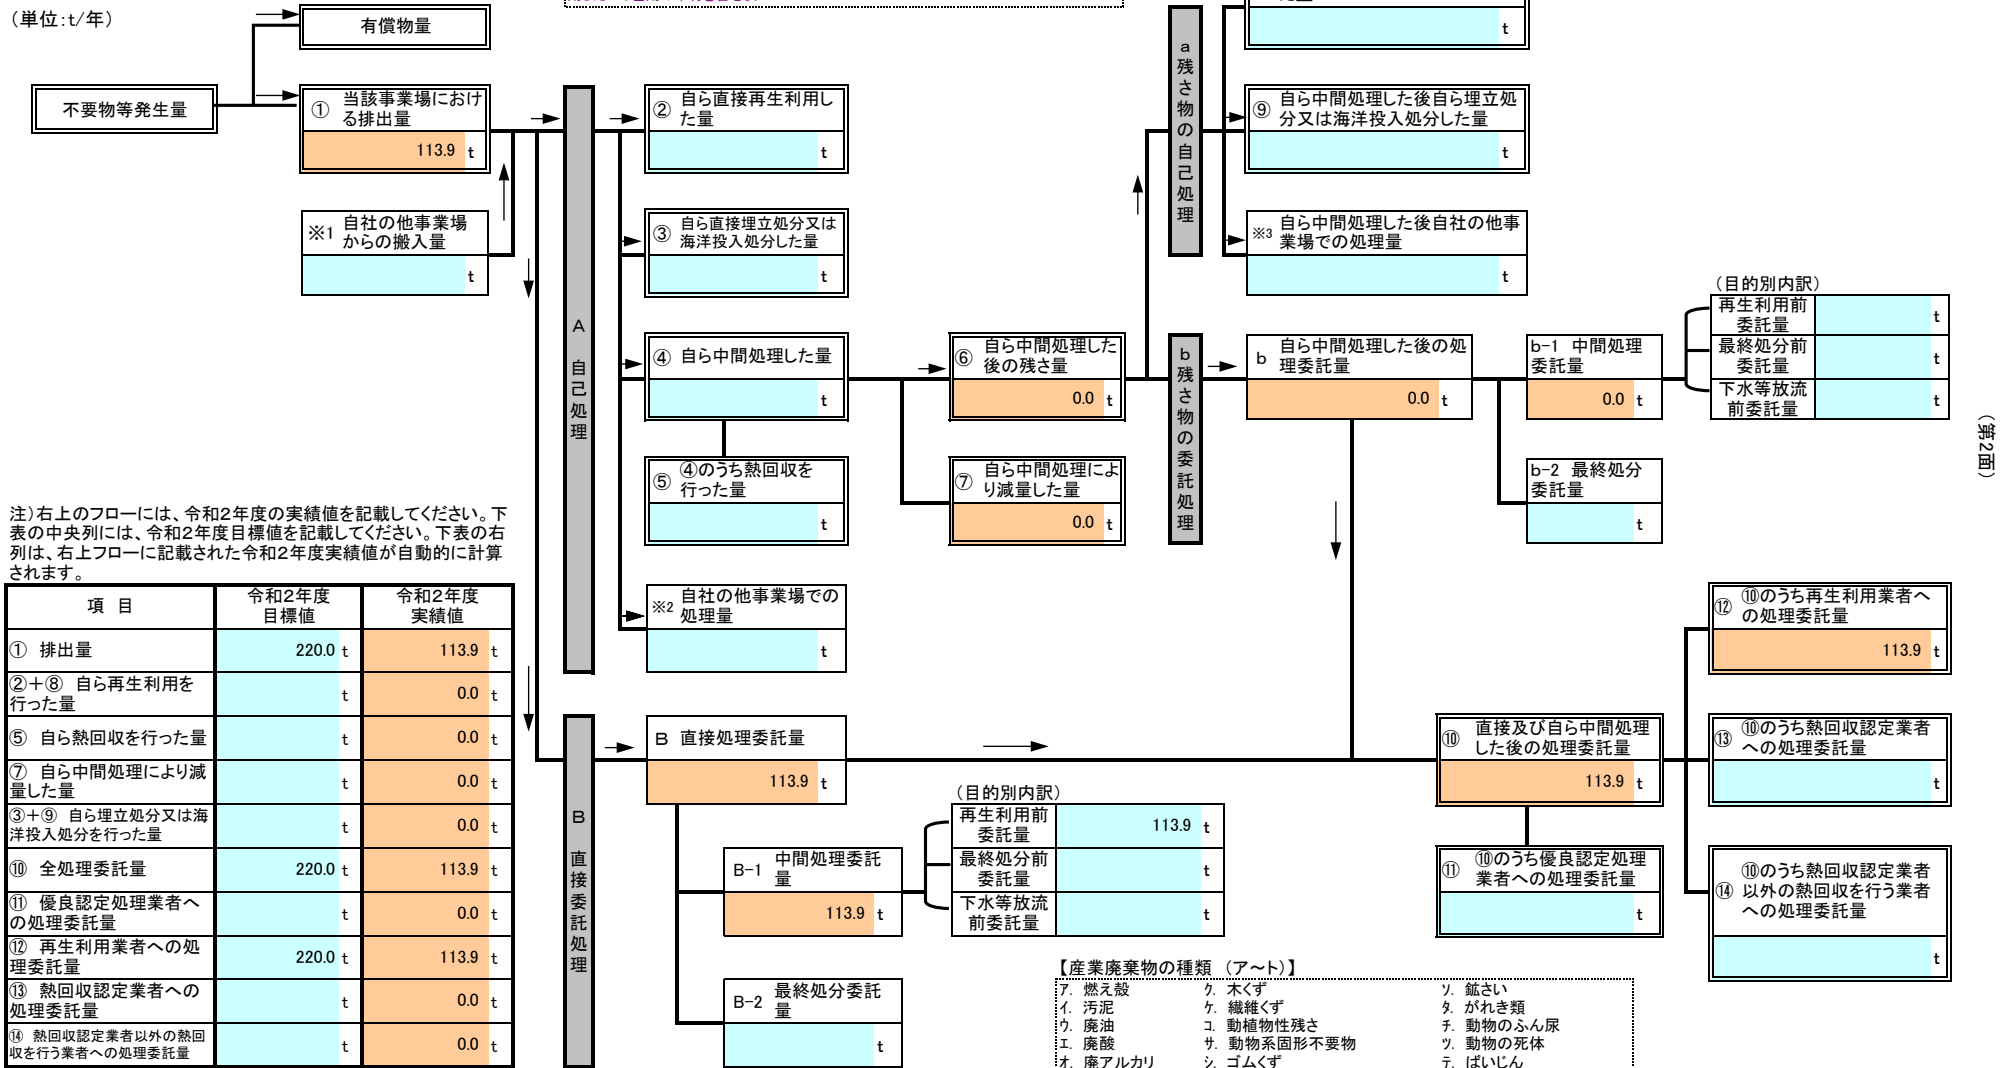 (単位:t/年)
有償物量
不要物等発生量
① 当該事業場におけ
る排出量
113.9 t
※1 自社の他事業場
からの搬入量
t
A 自己処理
② 自ら直接再生利用し
た量
t
③ 自ら直接埋立処分又は
海洋投入処分した量
t
④ 自ら中間処理した量
t
⑤ ④のうち熱回収を
行った量
t
※2 自社の他事業場での
処理量
t
⑥ 自ら中間処理した
後の残さ量
0.0 t
⑦ 自ら中間処理によ
り減量した量
0.0 t
a 残さ物の自己処理
t
⑨ 自ら中間処理した後自ら埋立処
分又は海洋投入処分した量
t
※3 自ら中間処理した後自社の他事
業場での処理量
t
b 残さ物の委託処理
b 自ら中間処理した後の処
理委託量
0.0 t
b-1 中間処理
委託量
0.0 t
b-2 最終処分
委託量
t
(目的別内訳)
再生利用前
委託量 t
最終処分前
委託量 t
下水等放流
前委託量 t
(第2面)
注)右上のフローには、令和2年度の実績値を記載してください。下
表の中央列には、令和2年度目標値を記載してください。下表の右
列は、右上フローに記載された令和2年度実績値が自動的に計算
されます。
項 目 令和2年度
目標値 令和2年度
実績値
① 排出量 220.0 t 113.9 t
②+⑧ 自ら再生利用を
行った量 t 0.0 t
⑤ 自ら熱回収を行った量 t 0.0 t
⑦ 自ら中間処理により減
量した量 t 0.0 t
③+⑨ 自ら埋立処分又は海
洋投入処分を行った量 t 0.0 t
⑩ 全処理委託量 220.0 t 113.9 t
⑪ 優良認定処理業者へ
の処理委託量 t 0.0 t
⑫ 再生利用業者への処
理委託量 220.0 t 113.9 t
⑬ 熱回収認定業者への
処理委託量 t 0.0 t
⑭ 熱回収認定業者以外の熱回
収を行う業者への処理委託量 t 0.0 t
B 直接委託処理
B 直接処理委託量
113.9 t
B-1 中間処理委託
量
113.9 t
B-2 最終処分委託
量
t
(目的別内訳)
再生利用前
委託量 113.9 t
最終処分前
委託量 t
下水等放流
前委託量 t
⑩ 直接及び自ら中間処理
した後の処理委託量
113.9 t
⑪ ⑩のうち優良認定処理
業者への処理委託量
t
⑫ ⑩のうち再生利用業者へ
の処理委託量
113.9 t
⑬ ⑩のうち熱回収認定業者
への処理委託量
t
⑭ ⑩のうち熱回収認定業者
以外の熱回収を行う業者
への処理委託量
t
【産業廃棄物の種類 (ア~ト)】
ア. 燃え殻 ク. 木くず ソ. 鉱さい
イ. 汚泥 ケ. 繊維くず タ. がれき類
ウ. 廃油 コ. 動植物性残さ チ. 動物のふん尿
エ. 廃酸 サ. 動物系固形不要物 ツ. 動物の死体
オ. 廃アルカリ シ. ゴムくず テ. ばいじん